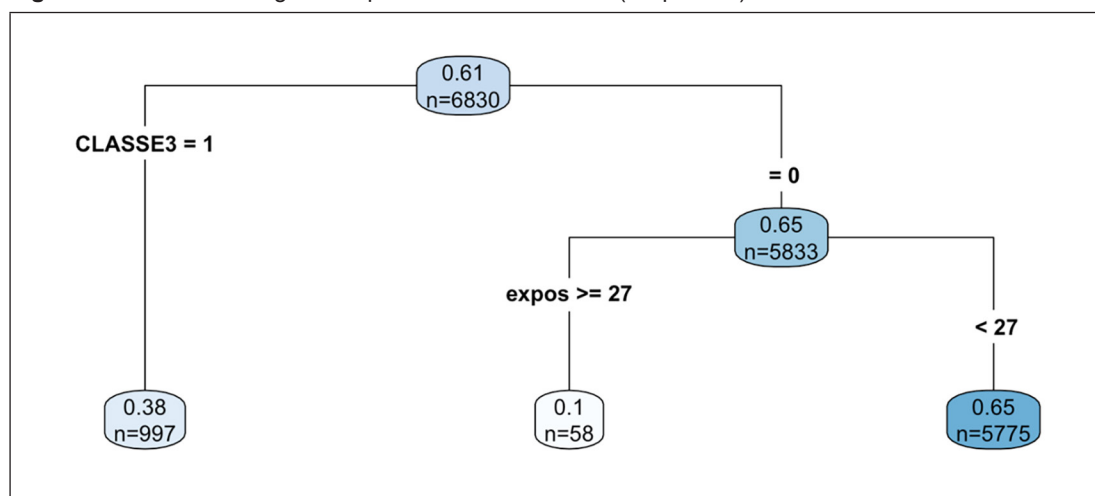 0.61
n=6830
CLASSE3 = 1
= 0
0.65
n=5833
expos >= 27
< 27
0.38
n=997
0.1
n=58
0.65
n=5775